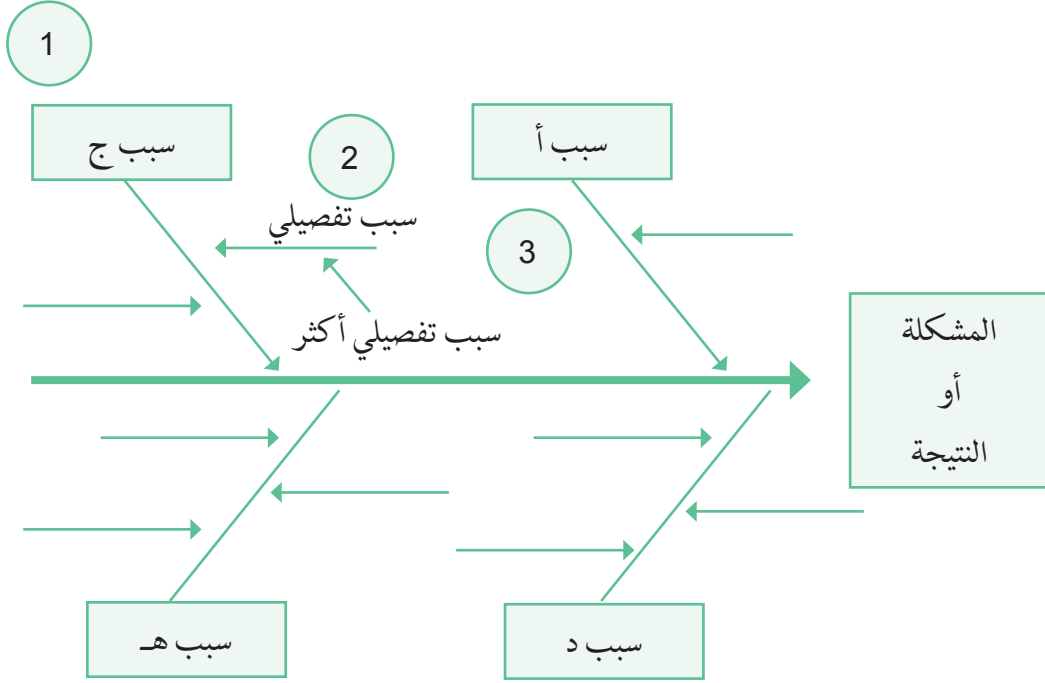 1
سبب أ
سبب ج
2
سبب تفصيلي
3
سبب تفصيلي أكثر
المشكلة
أو
النتيجة
سبب د
سبب هـ